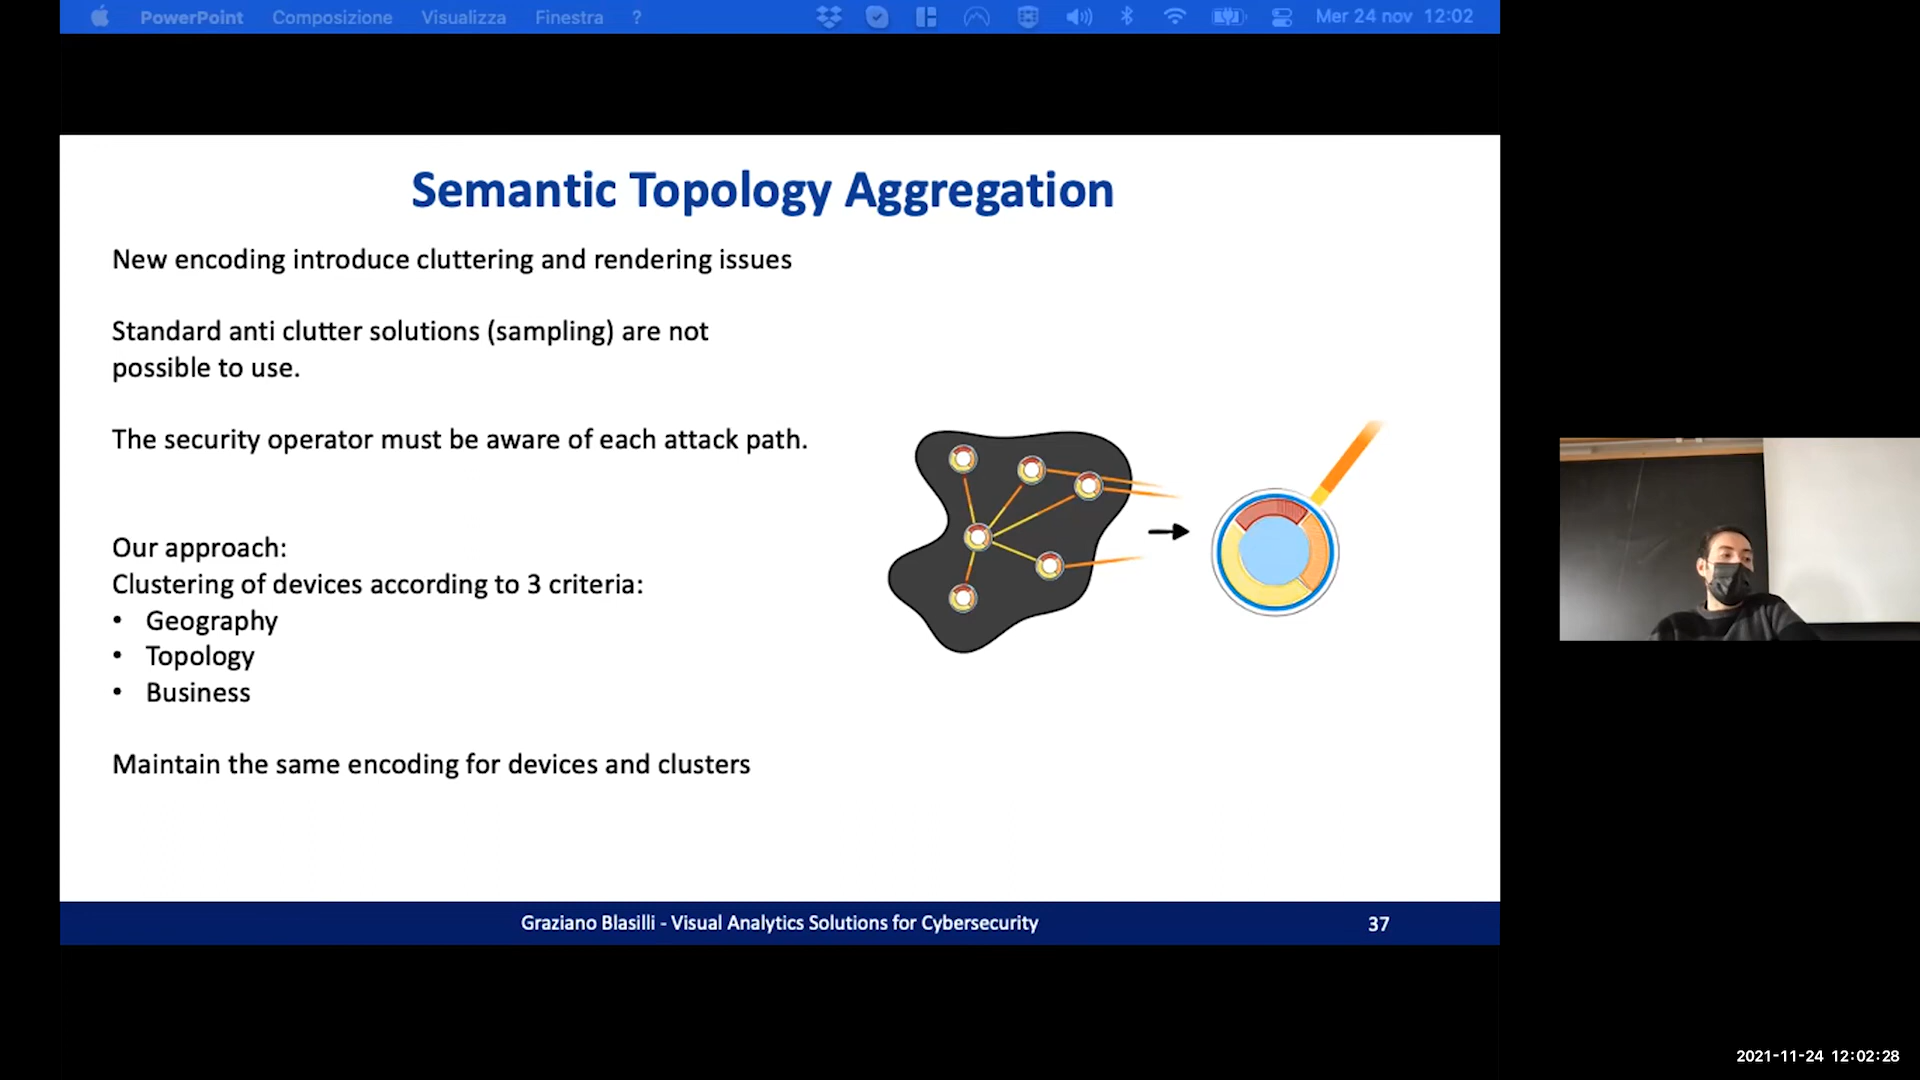 PowerPoint Composizione Visualizza Finestra ? Mer 24 nov 12:02
Semantic Topology Aggregation
New encoding introduce cluttering and rendering issues
Standard anti clutter solutions (sampling) are not
possible to use.
The security operator must be aware of each attack path.
Our approach:
Clustering of devices according to 3 criteria:
• Geography
• Topology
• Business
Maintain the same encoding for devices and clusters
Graziano Blasilli - Visual Analytics Solutions for Cybersecurity 37
2021-11-24 12:02:28